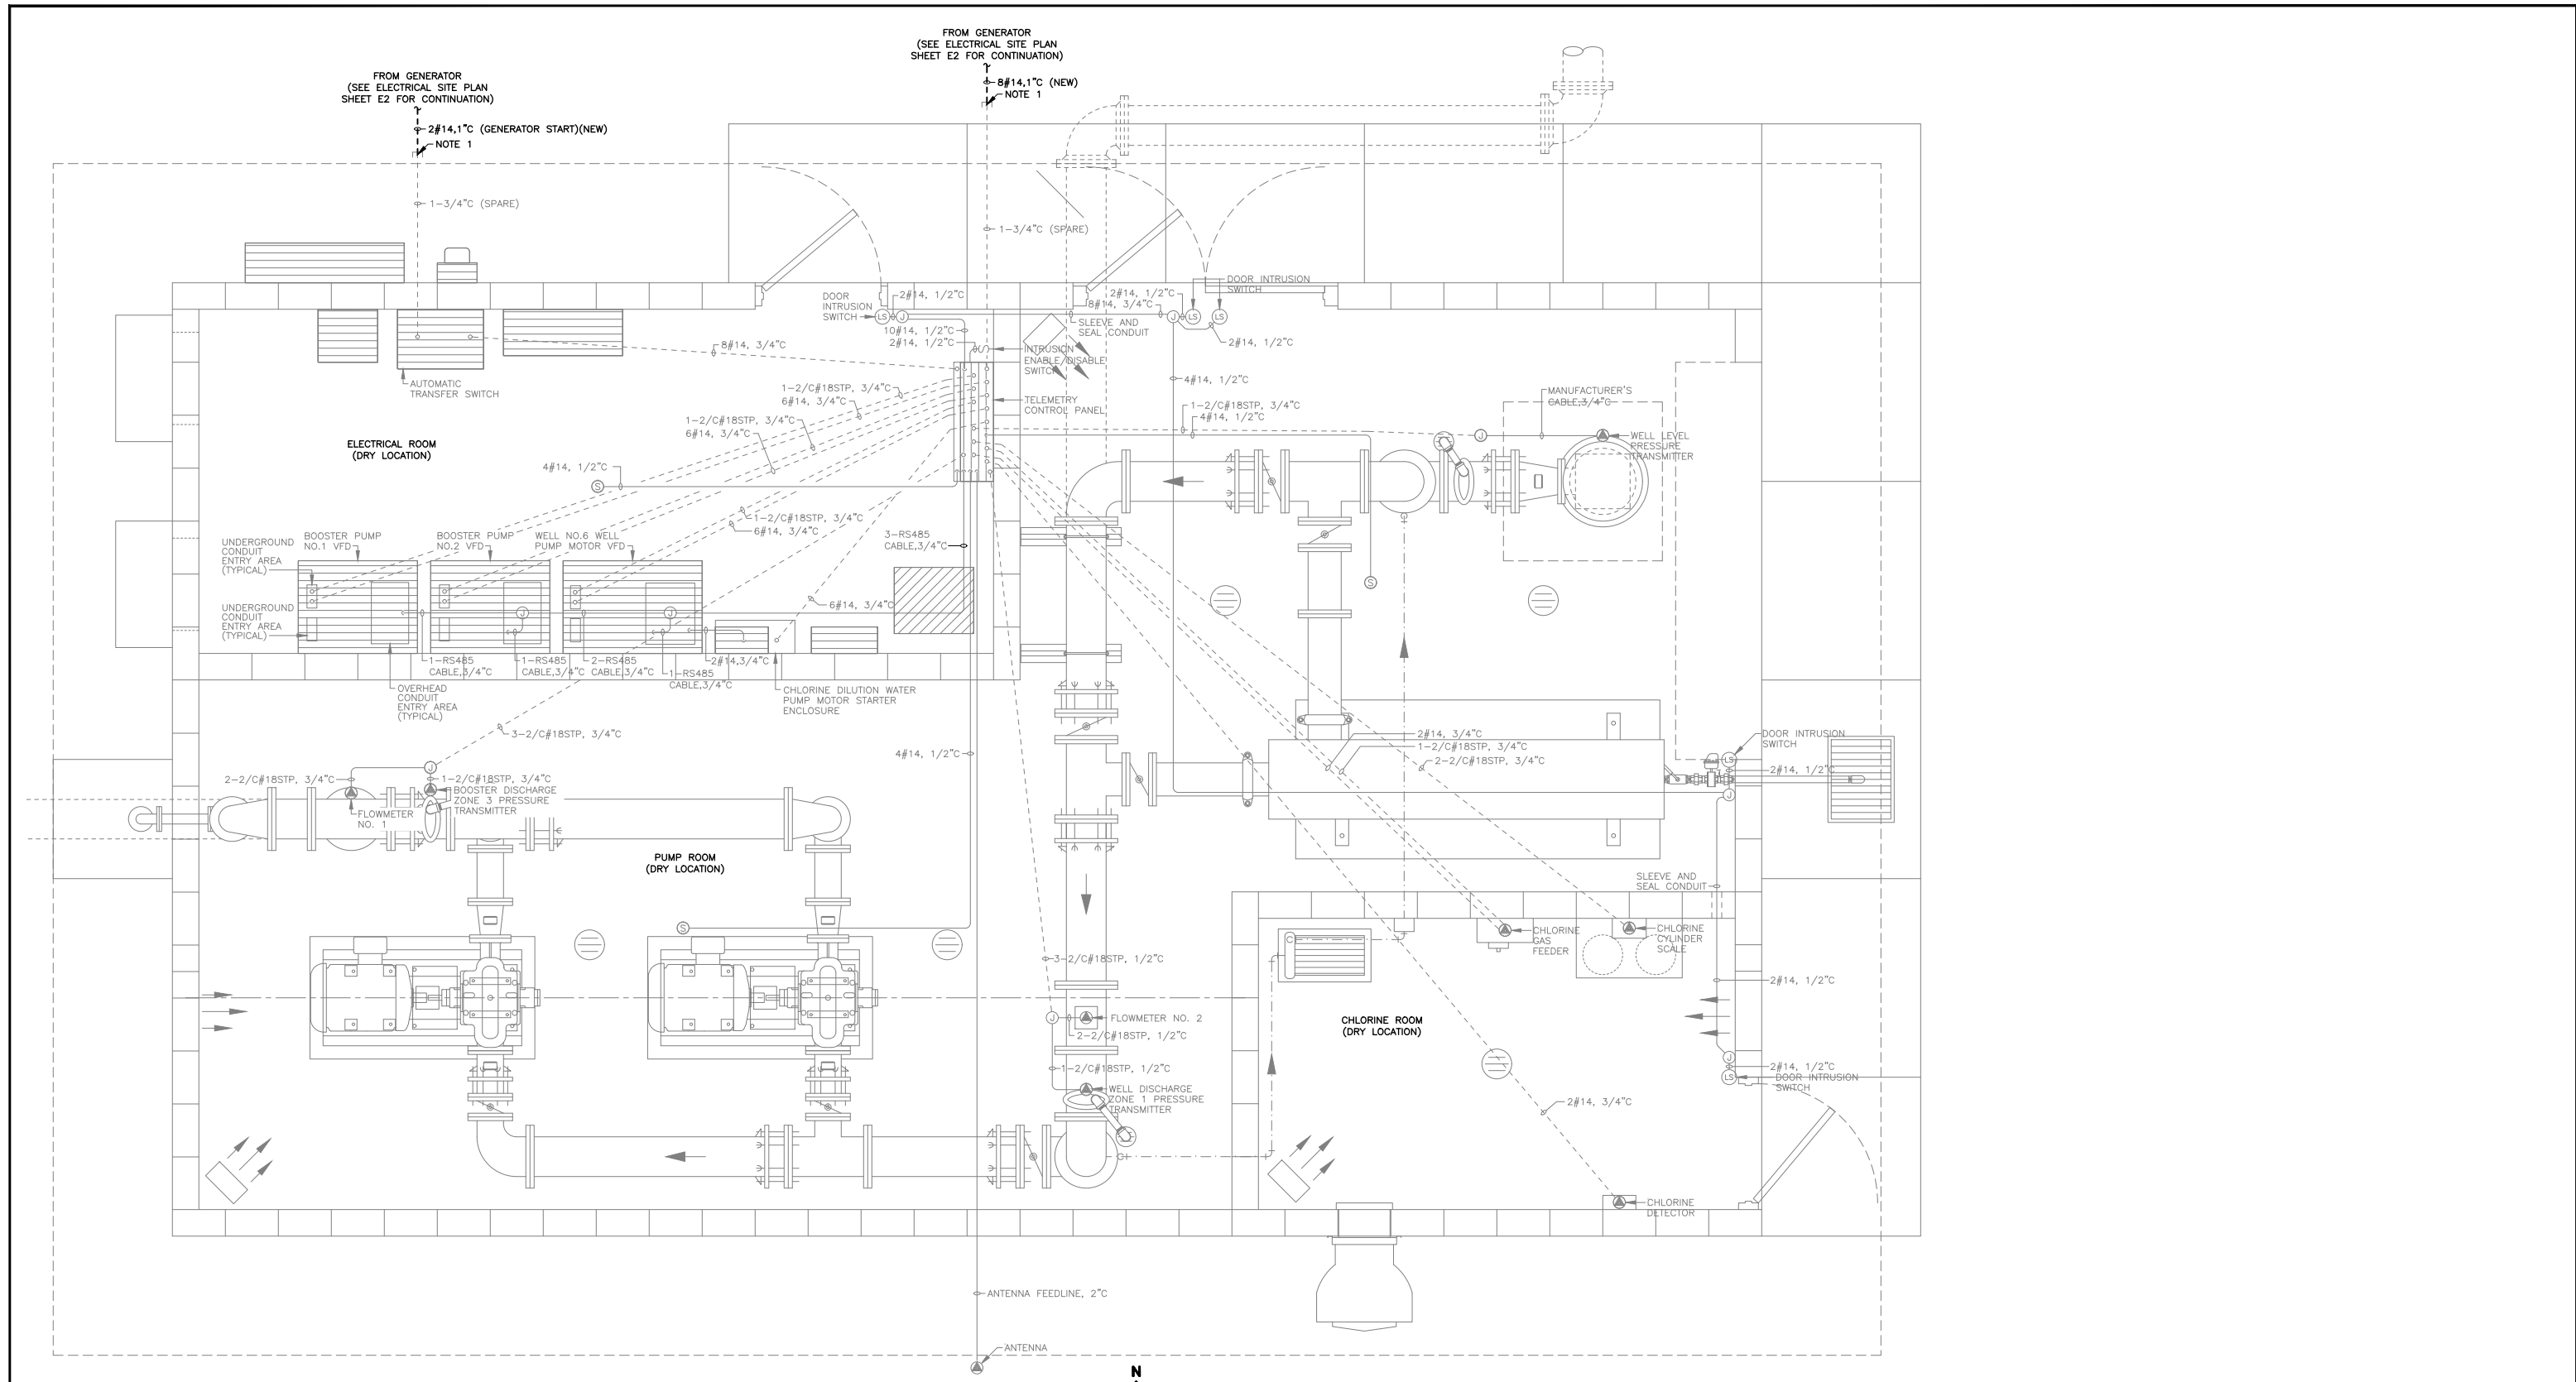 FROM GENERATOR
(SEE ELECTRICAL SITE PLAN
SHEET E2 FOR CONTINUATION)
8#14,1"C (NEW)
NOTE 1
FROM GENERATOR
(SEE ELECTRICAL SITE PLAN
SHEET E2 FOR CONTINUATION)
2#14,1"C (GENERATOR START)(NEW)
NOTE 1
1-3/4"C (SPARE)
1-3/4"C (SPARE)
DOOR
INTRUSION
SWITCH
LS
J
2#14, 1/2"C
10#14, 1/2"C
2#14, 1/2"C
S
INTRUSION
ENABLE/DISABLE
SWITCH
2#14, 1/2"C
8#14, 3/4"C
SLEEVE AND
SEAL CONDUIT
DOOR INTRUSION
SWITCH
J
LS
LS
2#14, 1/2"C
4#14, 1/2"C
8#14, 3/4"C
AUTOMATIC
TRANSFER SWITCH
1-2/C#18STP, 3/4"C
6#14, 3/4"C
1-2/C#18STP, 3/4"C
6#14, 3/4"C
TELEMETRY
CONTROL PANEL
1-2/C#18STP, 3/4"C
4#14, 1/2"C
MANUFACTURER'S
CABLE,3/4"C
J
WELL LEVEL
PRESSURE
TRANSMITTER
ELECTRICAL ROOM
(DRY LOCATION)
4#14, 1/2"C
S
1-2/C#18STP, 3/4"C
6#14, 3/4"C
3-RS485
CABLE,3/4"C
S
UNDERGROUND
CONDUIT
ENTRY AREA
(TYPICAL)
BOOSTER PUMP
NO.1 VFD
BOOSTER PUMP
NO.2 VFD
WELL NO.6 WELL
PUMP MOTOR VFD
UNDERGROUND
CONDUIT
ENTRY AREA
(TYPICAL)
J
J
6#14, 3/4"C
1-RS485
CABLE,3/4"C
1-RS485
CABLE,3/4"C
2-RS485
CABLE,3/4"C
2#14,3/4"C
1-RS485
CABLE,3/4"C
OVERHEAD
CONDUIT
ENTRY AREA
(TYPICAL)
CHLORINE DILUTION WATER
PUMP MOTOR STARTER
ENCLOSURE
3-2/C#18STP, 3/4"C
4#14, 1/2"C
2#14, 3/4"C
1-2/C#18STP, 3/4"C
2-2/C#18STP, 3/4"C
DOOR INTRUSION
SWITCH
LS
2#14, 1/2"C
J
2-2/C#18STP, 3/4"C
J
1-2/C#18STP, 3/4"C
BOOSTER DISCHARGE
ZONE 3 PRESSURE
TRANSMITTER
FLOWMETER
NO. 1
PUMP ROOM
(DRY LOCATION)
SLEEVE AND
SEAL CONDUIT
S
CHLORINE
GAS
FEEDER
CHLORINE
CYLINDER
SCALE
3-2/C#18STP, 1/2"C
2#14, 1/2"C
J
FLOWMETER NO. 2
2-2/C#18STP, 1/2"C
CHLORINE ROOM
(DRY LOCATION)
1-2/C#18STP, 1/2"C
WELL DISCHARGE
ZONE 1 PRESSURE
TRANSMITTER
J
2#14, 1/2"C
LS
DOOR INTRUSION
SWITCH
2#14, 3/4"C
CHLORINE
DETECTOR
ANTENNA FEEDLINE, 2"C
ANTENNA
N